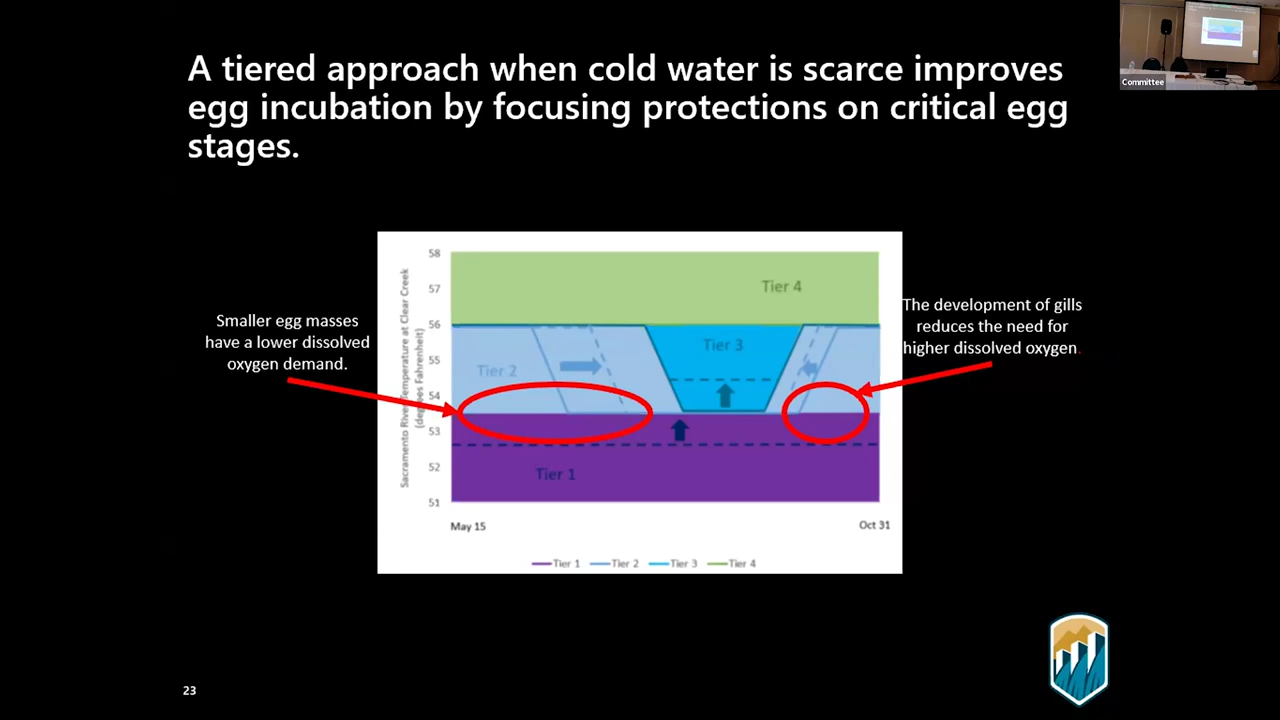 Committee
A tiered approach when cold water is scarce improves
egg incubation by focusing protections on critical egg
stages.
Smaller egg masses
have a lower dissolved
oxygen demand.
Sacramento River Temperature at Clear Creek
(degrees Fahrenheit)
58
57
56
55
54
53
52
51
Tier 4
Tier 3
Tier 2
Tier 1
May 15
Oct 31
Tier 1
Tier 2
Tier 3
Tier 4
The development of gills
reduces the need for
higher dissolved oxygen.
23